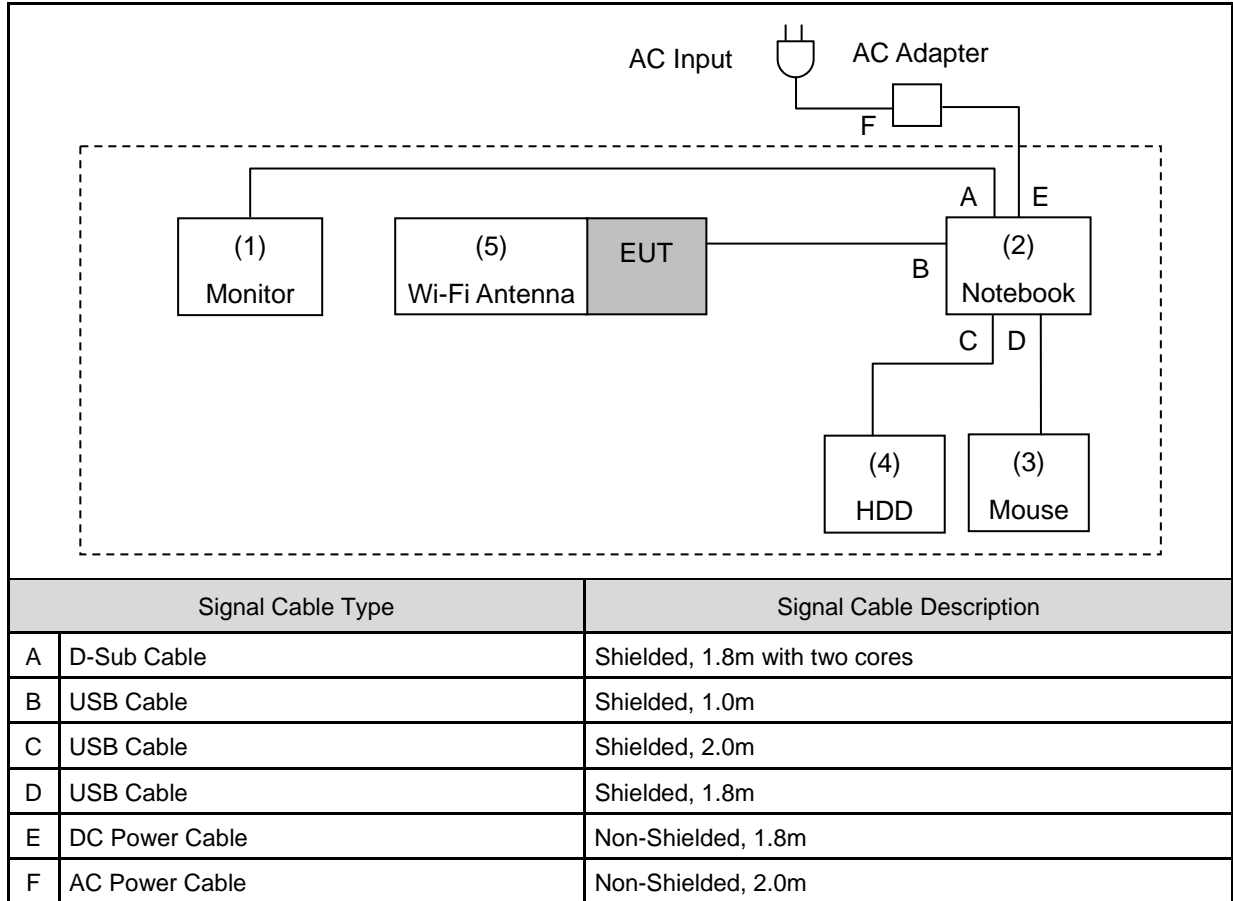 AC Input
AC Adapter
F
A
E
(1)
Monitor
(5)
Wi-Fi Antenna
EUT
B
(2)
Notebook
C
D
(4)
HDD
(3)
Mouse
Signal Cable Type Signal Cable Description
A D-Sub Cable Shielded, 1.8m with two cores
B USB Cable Shielded, 1.0m
C USB Cable Shielded, 2.0m
D USB Cable Shielded, 1.8m
E DC Power Cable Non-Shielded, 1.8m
F AC Power Cable Non-Shielded, 2.0m